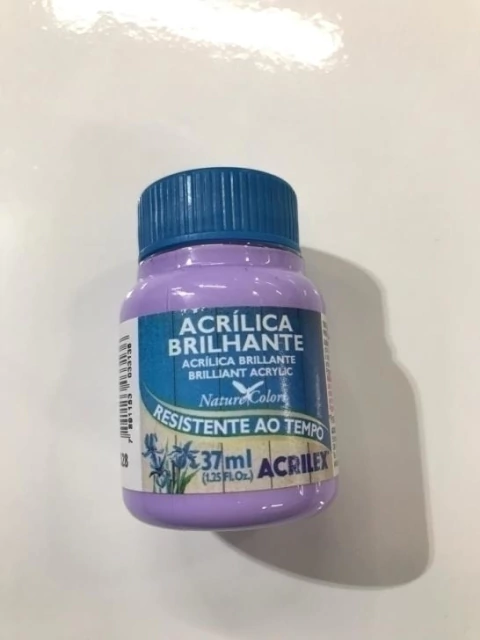 ACRÍLICA
BRILHANTE
ACRÍLICA BRILLANTE
BRILLIANT ACRYLIC
Nature Colors
RESISTENTE AO TEMPO
37ml
(1.25 FL.Oz.)
ACRILEX